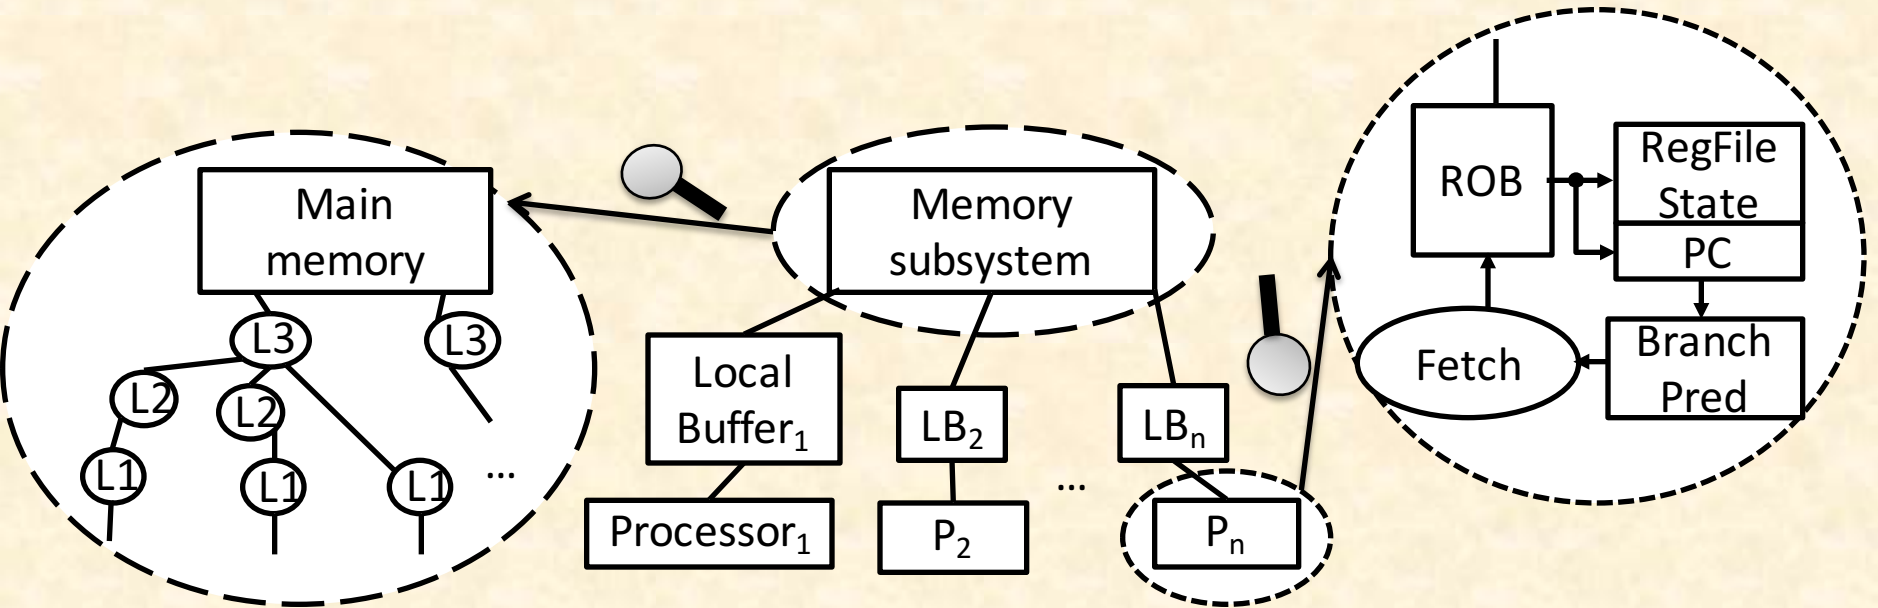 Main
memory
L3
L3
L2
L2
L1
L1
L1
...
Memory
subsystem
Local
Buffer1
LB2
LBn
...
Processor1
P2
Pn
ROB
RegFile
State
PC
Fetch
Branch
Pred